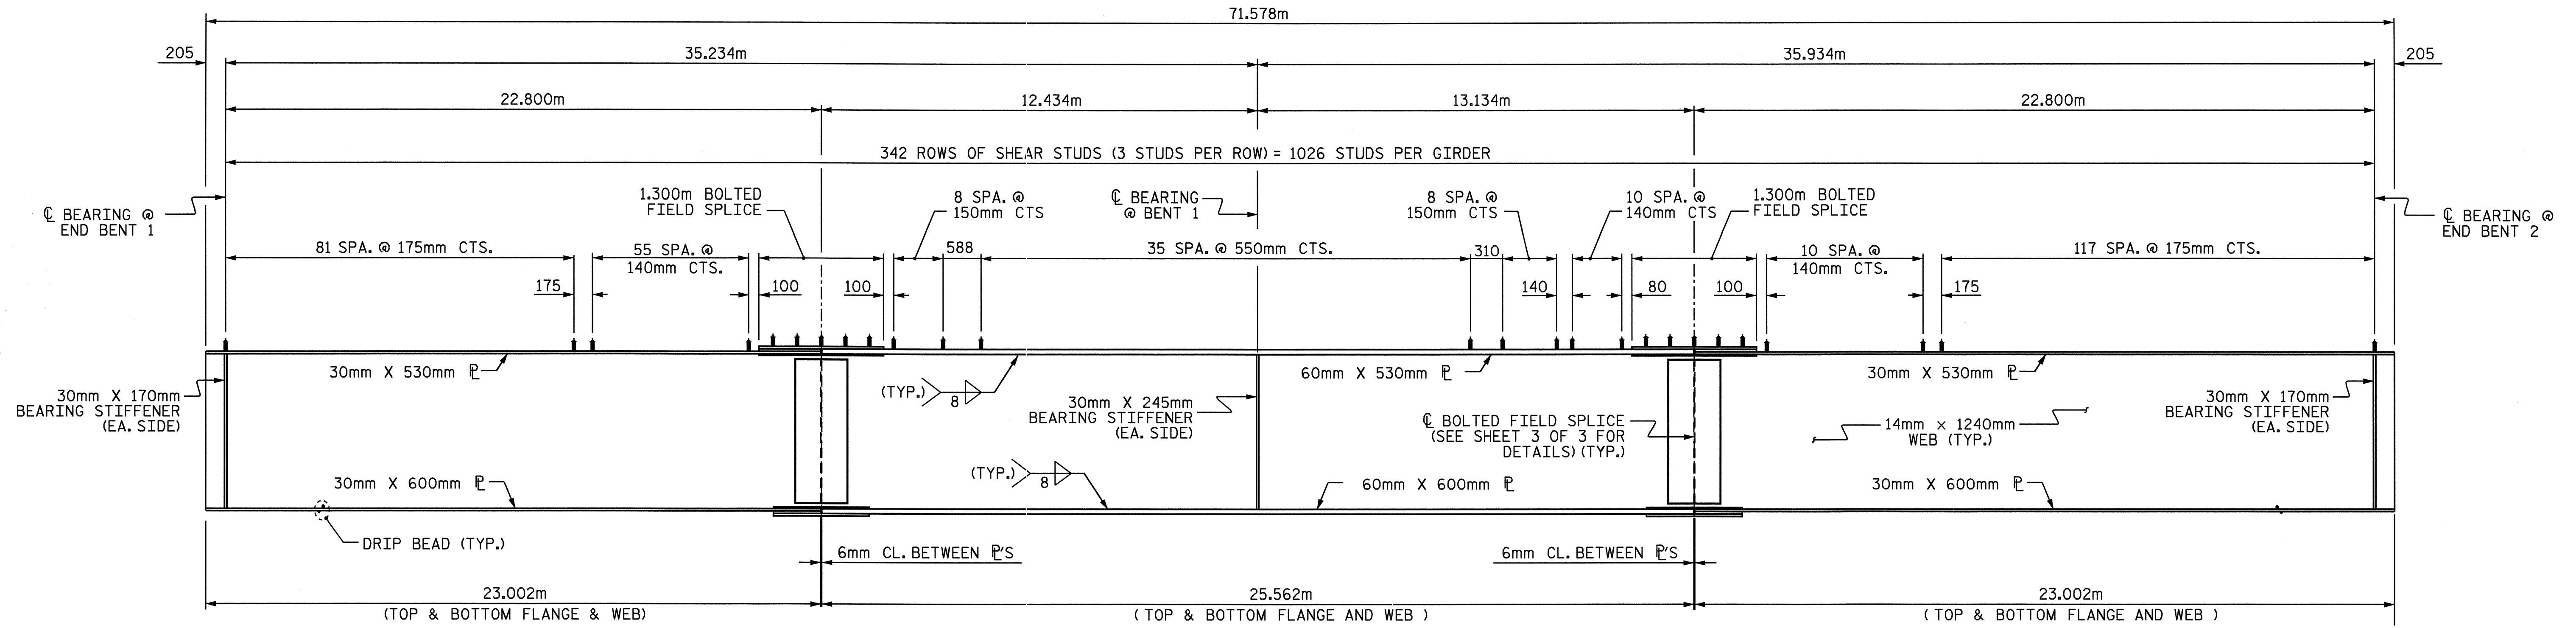 71.578m
205
35.234m
35.934m
205
22.800m
12.434m
13.134m
22.800m
342 ROWS OF SHEAR STUDS (3 STUDS PER ROW) = 1026 STUDS PER GIRDER
℄ BEARING @
END BENT 1
1.300m BOLTED
FIELD SPLICE
8 SPA. @
150mm CTS
℄ BEARING
@ BENT 1
8 SPA. @
150mm CTS
10 SPA. @
140mm CTS
1.300m BOLTED
FIELD SPLICE
℄ BEARING @
END BENT 2
81 SPA. @ 175mm CTS.
55 SPA. @
140mm CTS.
588
35 SPA. @ 550mm CTS.
310
10 SPA. @
140mm CTS.
117 SPA. @ 175mm CTS.
175
100
100
140
80
100
175
30mm X 530mm ⅊
(TYP.)
8
60mm X 530mm ⅊
30mm X 530mm ⅊
30mm X 170mm
BEARING STIFFENER
(EA. SIDE)
30mm X 245mm
BEARING STIFFENER
(EA. SIDE)
℄ BOLTED FIELD SPLICE
(SEE SHEET 3 OF 3 FOR
DETAILS) (TYP.)
14mm x 1240mm
WEB (TYP.)
30mm X 170mm
BEARING STIFFENER
(EA. SIDE)
30mm X 600mm ⅊
(TYP.)
8
60mm X 600mm ⅊
30mm X 600mm ⅊
DRIP BEAD (TYP.)
6mm CL. BETWEEN ⅊'S
6mm CL. BETWEEN ⅊'S
23.002m
(TOP & BOTTOM FLANGE & WEB)
25.562m
( TOP & BOTTOM FLANGE AND WEB )
23.002m
( TOP & BOTTOM FLANGE AND WEB )